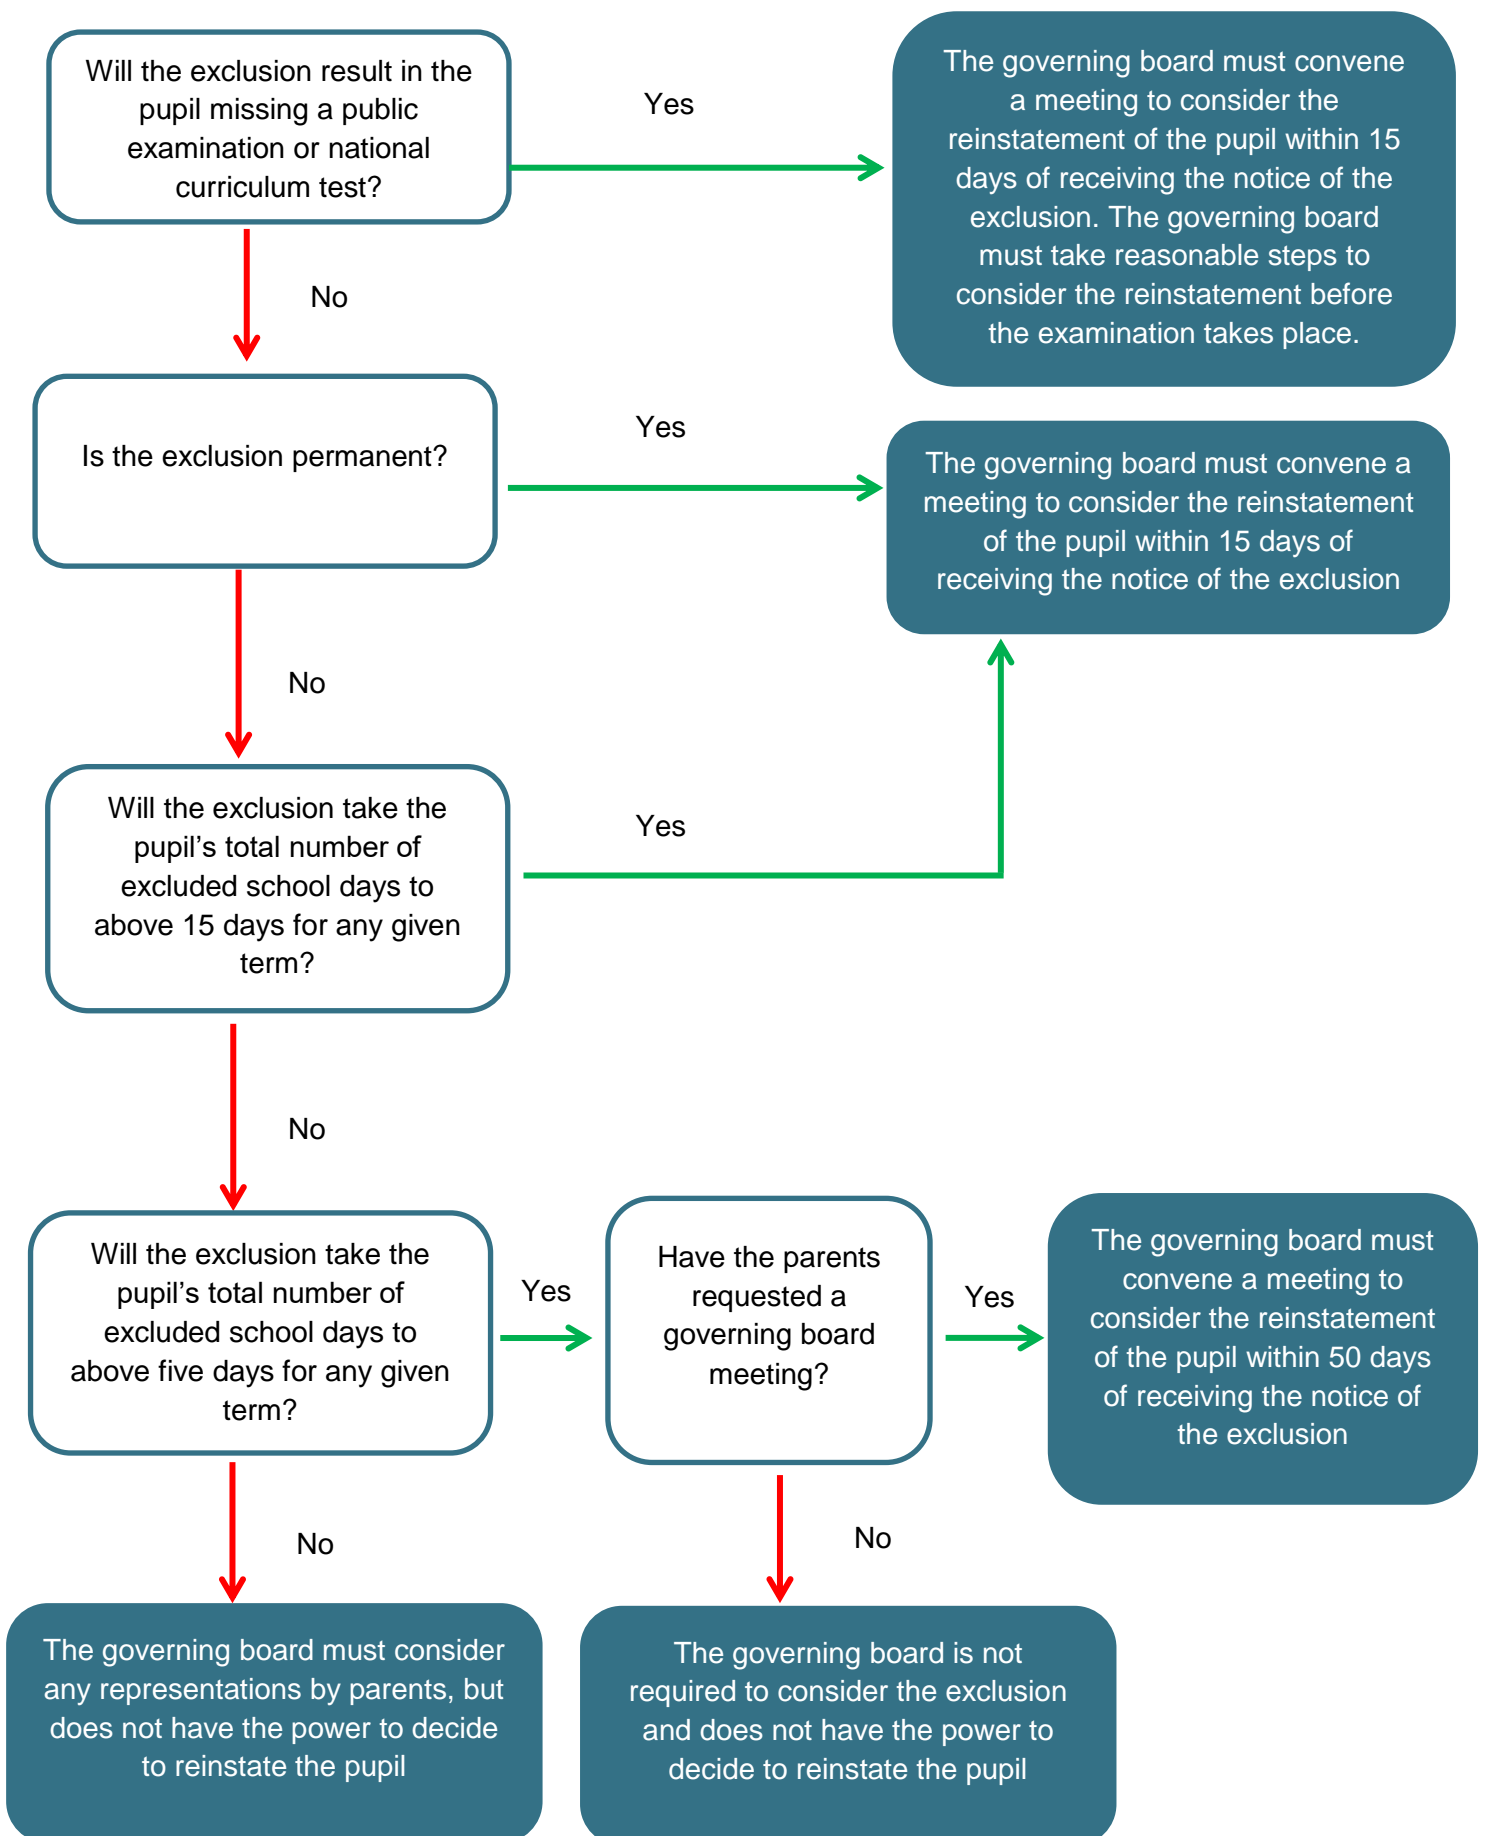 Will the exclusion result in the
pupil missing a public
examination or national
curriculum test?
Yes
The governing board must convene
a meeting to consider the
reinstatement of the pupil within 15
days of receiving the notice of the
exclusion. The governing board
must take reasonable steps to
consider the reinstatement before
the examination takes place.
No
Is the exclusion permanent?
Yes
The governing board must convene a
meeting to consider the reinstatement
of the pupil within 15 days of
receiving the notice of the exclusion
No
Will the exclusion take the
pupil’s total number of
excluded school days to
above 15 days for any given
term?
Yes
No
Will the exclusion take the
pupil’s total number of
excluded school days to
above five days for any given
term?
Yes
Have the parents
requested a
governing board
meeting?
Yes
The governing board must
convene a meeting to
consider the reinstatement
of the pupil within 50 days
of receiving the notice of
the exclusion
No
No
The governing board must consider
any representations by parents, but
does not have the power to decide
to reinstate the pupil
The governing board is not
required to consider the exclusion
and does not have the power to
decide to reinstate the pupil